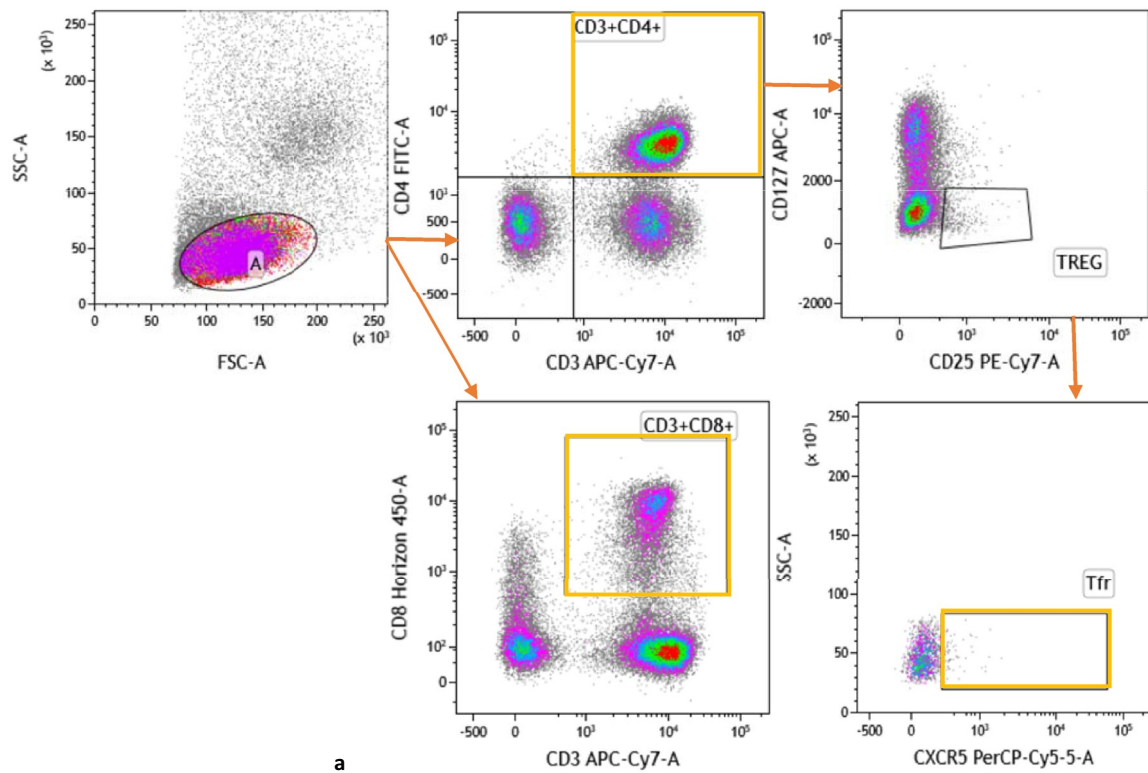 (x 10³)
250
200
150
100
50
0
SSC-A
A
0 50 100 150 200 250
(x 10³
FSC-A
CD3+CD4+
10⁵
10⁴
10³
500
0
-500
CD4 FITC-A
-500 0 10³ 10⁴ 10⁵
CD3 APC-Cy7-A
10⁵
10⁴
2000
0
-2000
CD127 APC-A
TREG
0 10³ 10⁴ 10⁵
CD25 PE-Cy7-A
CD3+CD8+
10⁵
10⁴
10³
10²
0
CD8 Horizon 450-A
-500 0 10³ 10⁴ 10⁵
CD3 APC-Cy7-A
(x 10³)
250
200
150
100
50
0
SSC-A
Tfr
-500 0 10³ 10⁴ 10⁵
CXCR5 PerCP-Cy5-5-A
a